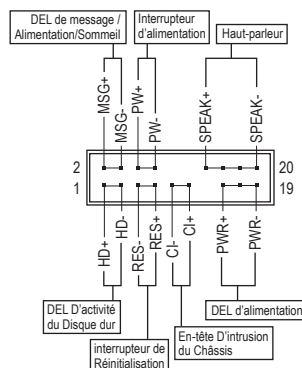 DEL de message /
Alimentation/Sommeil
Interrupteur
d'alimentation
Haut-parleur
MSG+
MSG-
PW+
PW-
SPEAK+
SPEAK-
2
20
1
19
HD+
HD-
RES-
RES+
CI-
CI+
PWR+
PWR-
DEL D'activité
du Disque dur
interrupteur de
Réinitialisation
En-tête D'intrusion
du Châssis
DEL d'alimentation